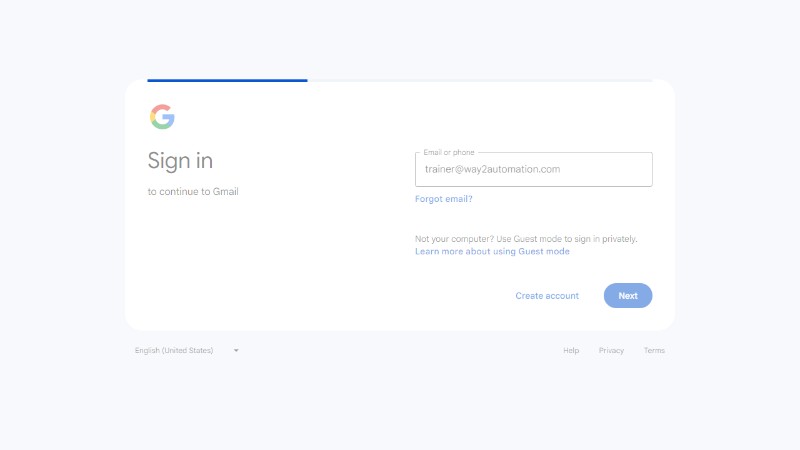 Sign in
to continue to Gmail
Email or phone
trainer@way2automation.com
Forgot email?
Not your computer? Use Guest mode to sign in privately.
Learn more about using Guest mode
Create account
Next
English (United States)
Help
Privacy
Terms